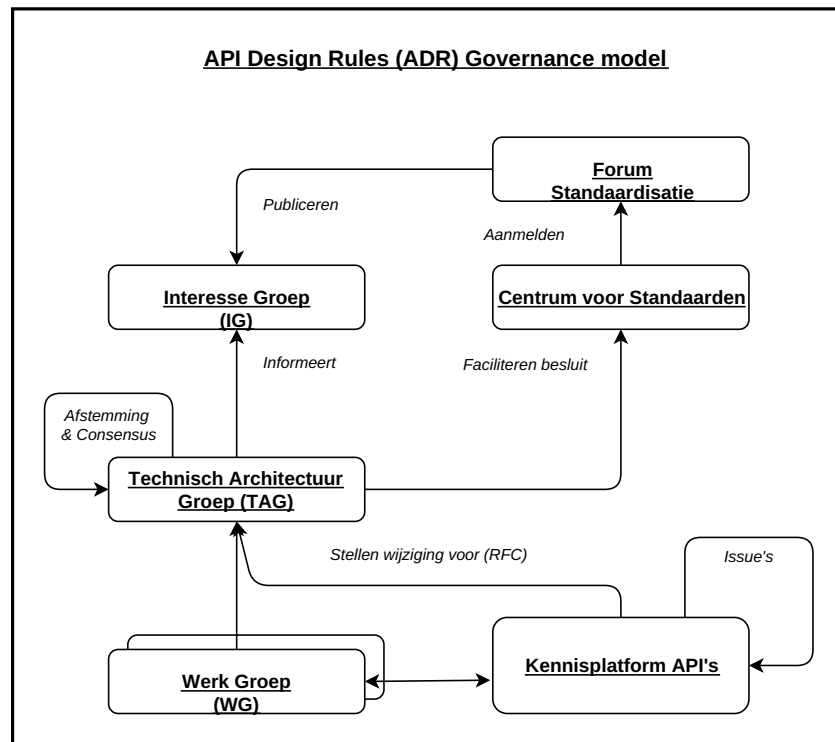 API Design Rules (ADR) Governance model
Forum
Standaardisatie
Publiceren
Aanmelden
Interesse Groep
(IG)
Centrum voor Standaarden
Informeert
Faciliteren besluit
Afstemming
& Consensus
Technisch Architectuur
Groep (TAG)
Stellen wijziging voor (RFC)
Issue's
Werk Groep
(WG)
Kennisplatform API's